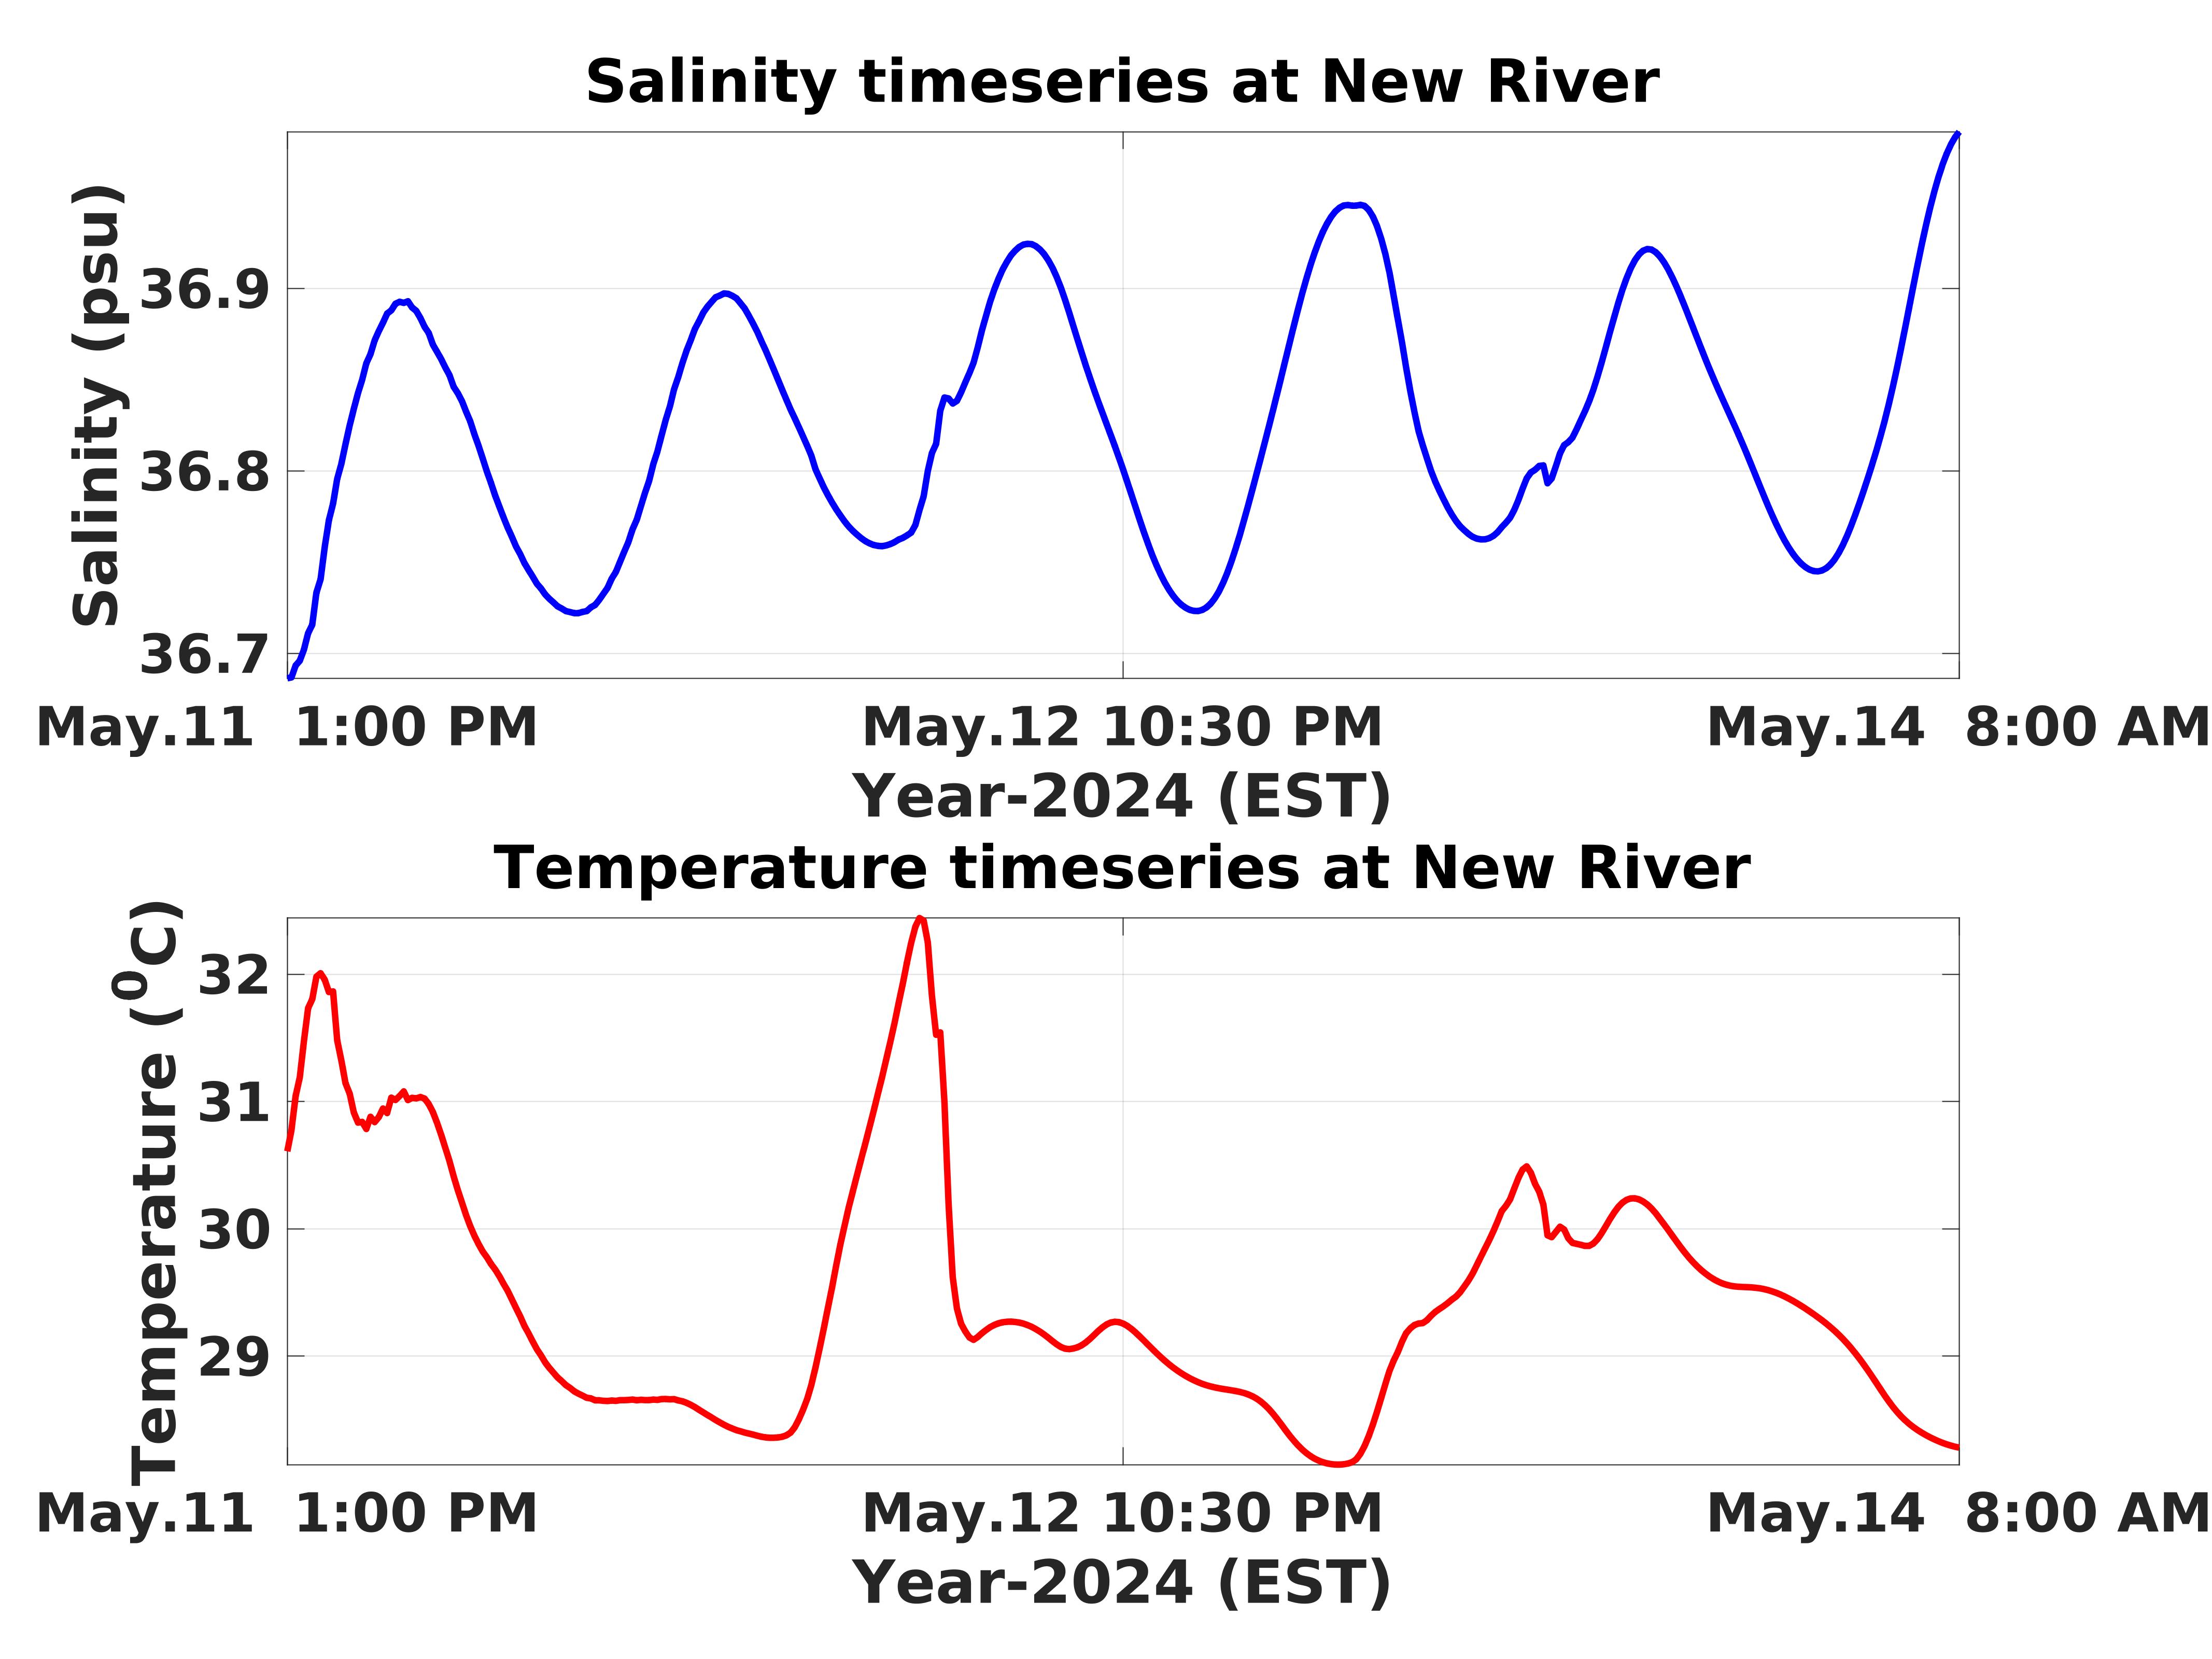 Salinity timeseries at New River
Salinity (psu)
36.9
36.8
36.7
May.11  1:00 PM
May.12 10:30 PM
May.14  8:00 AM
Year-2024 (EST)
Temperature timeseries at New River
Temperature (⁰C)
32
31
30
29
May.11  1:00 PM
May.12 10:30 PM
May.14  8:00 AM
Year-2024 (EST)